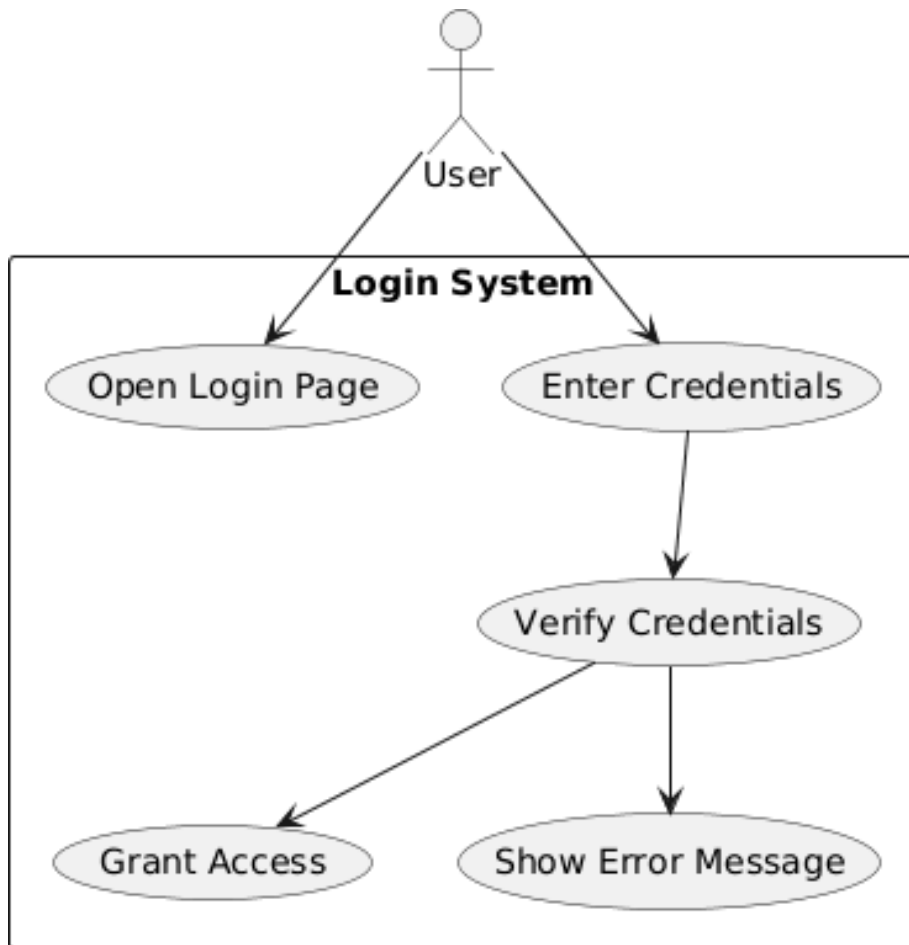 User
Login System
Open Login Page
Enter Credentials
Verify Credentials
Grant Access
Show Error Message